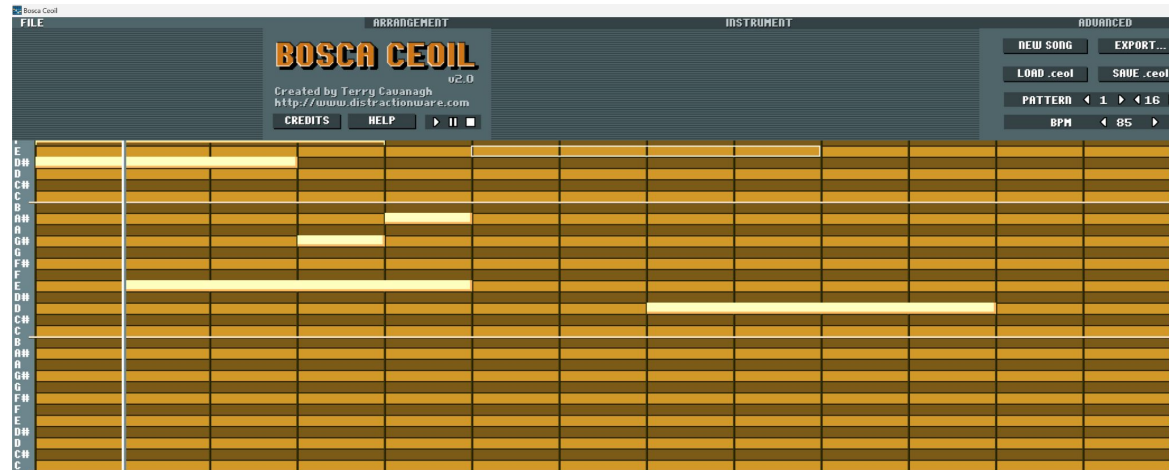 Bosca Ceoil
FILE ARRANGEMENT INSTRUMENT ADVANCED
BOSCA CEOIL
v2.0
Created by Terry Cavanagh
http://www.distractionware.com
CREDITS HELP
NEW SONG EXPORT...
LOAD .ceol SAVE .ceol
PATTERN 1 16
BPM 85
E
D#
D
C#
C
B
A#
A
G#
G
F#
F
E
D#
D
C#
C
B
A#
A
G#
G
F#
F
E
D#
D
C#
C